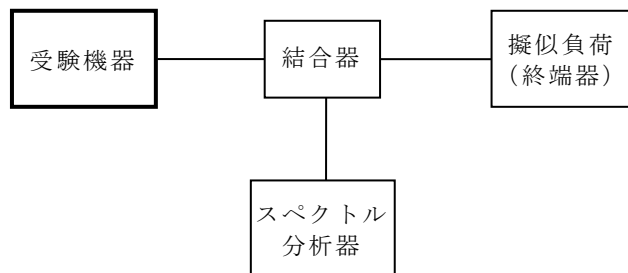 受験機器
結合器
擬似負荷
（終端器）
スペクトル
分析器